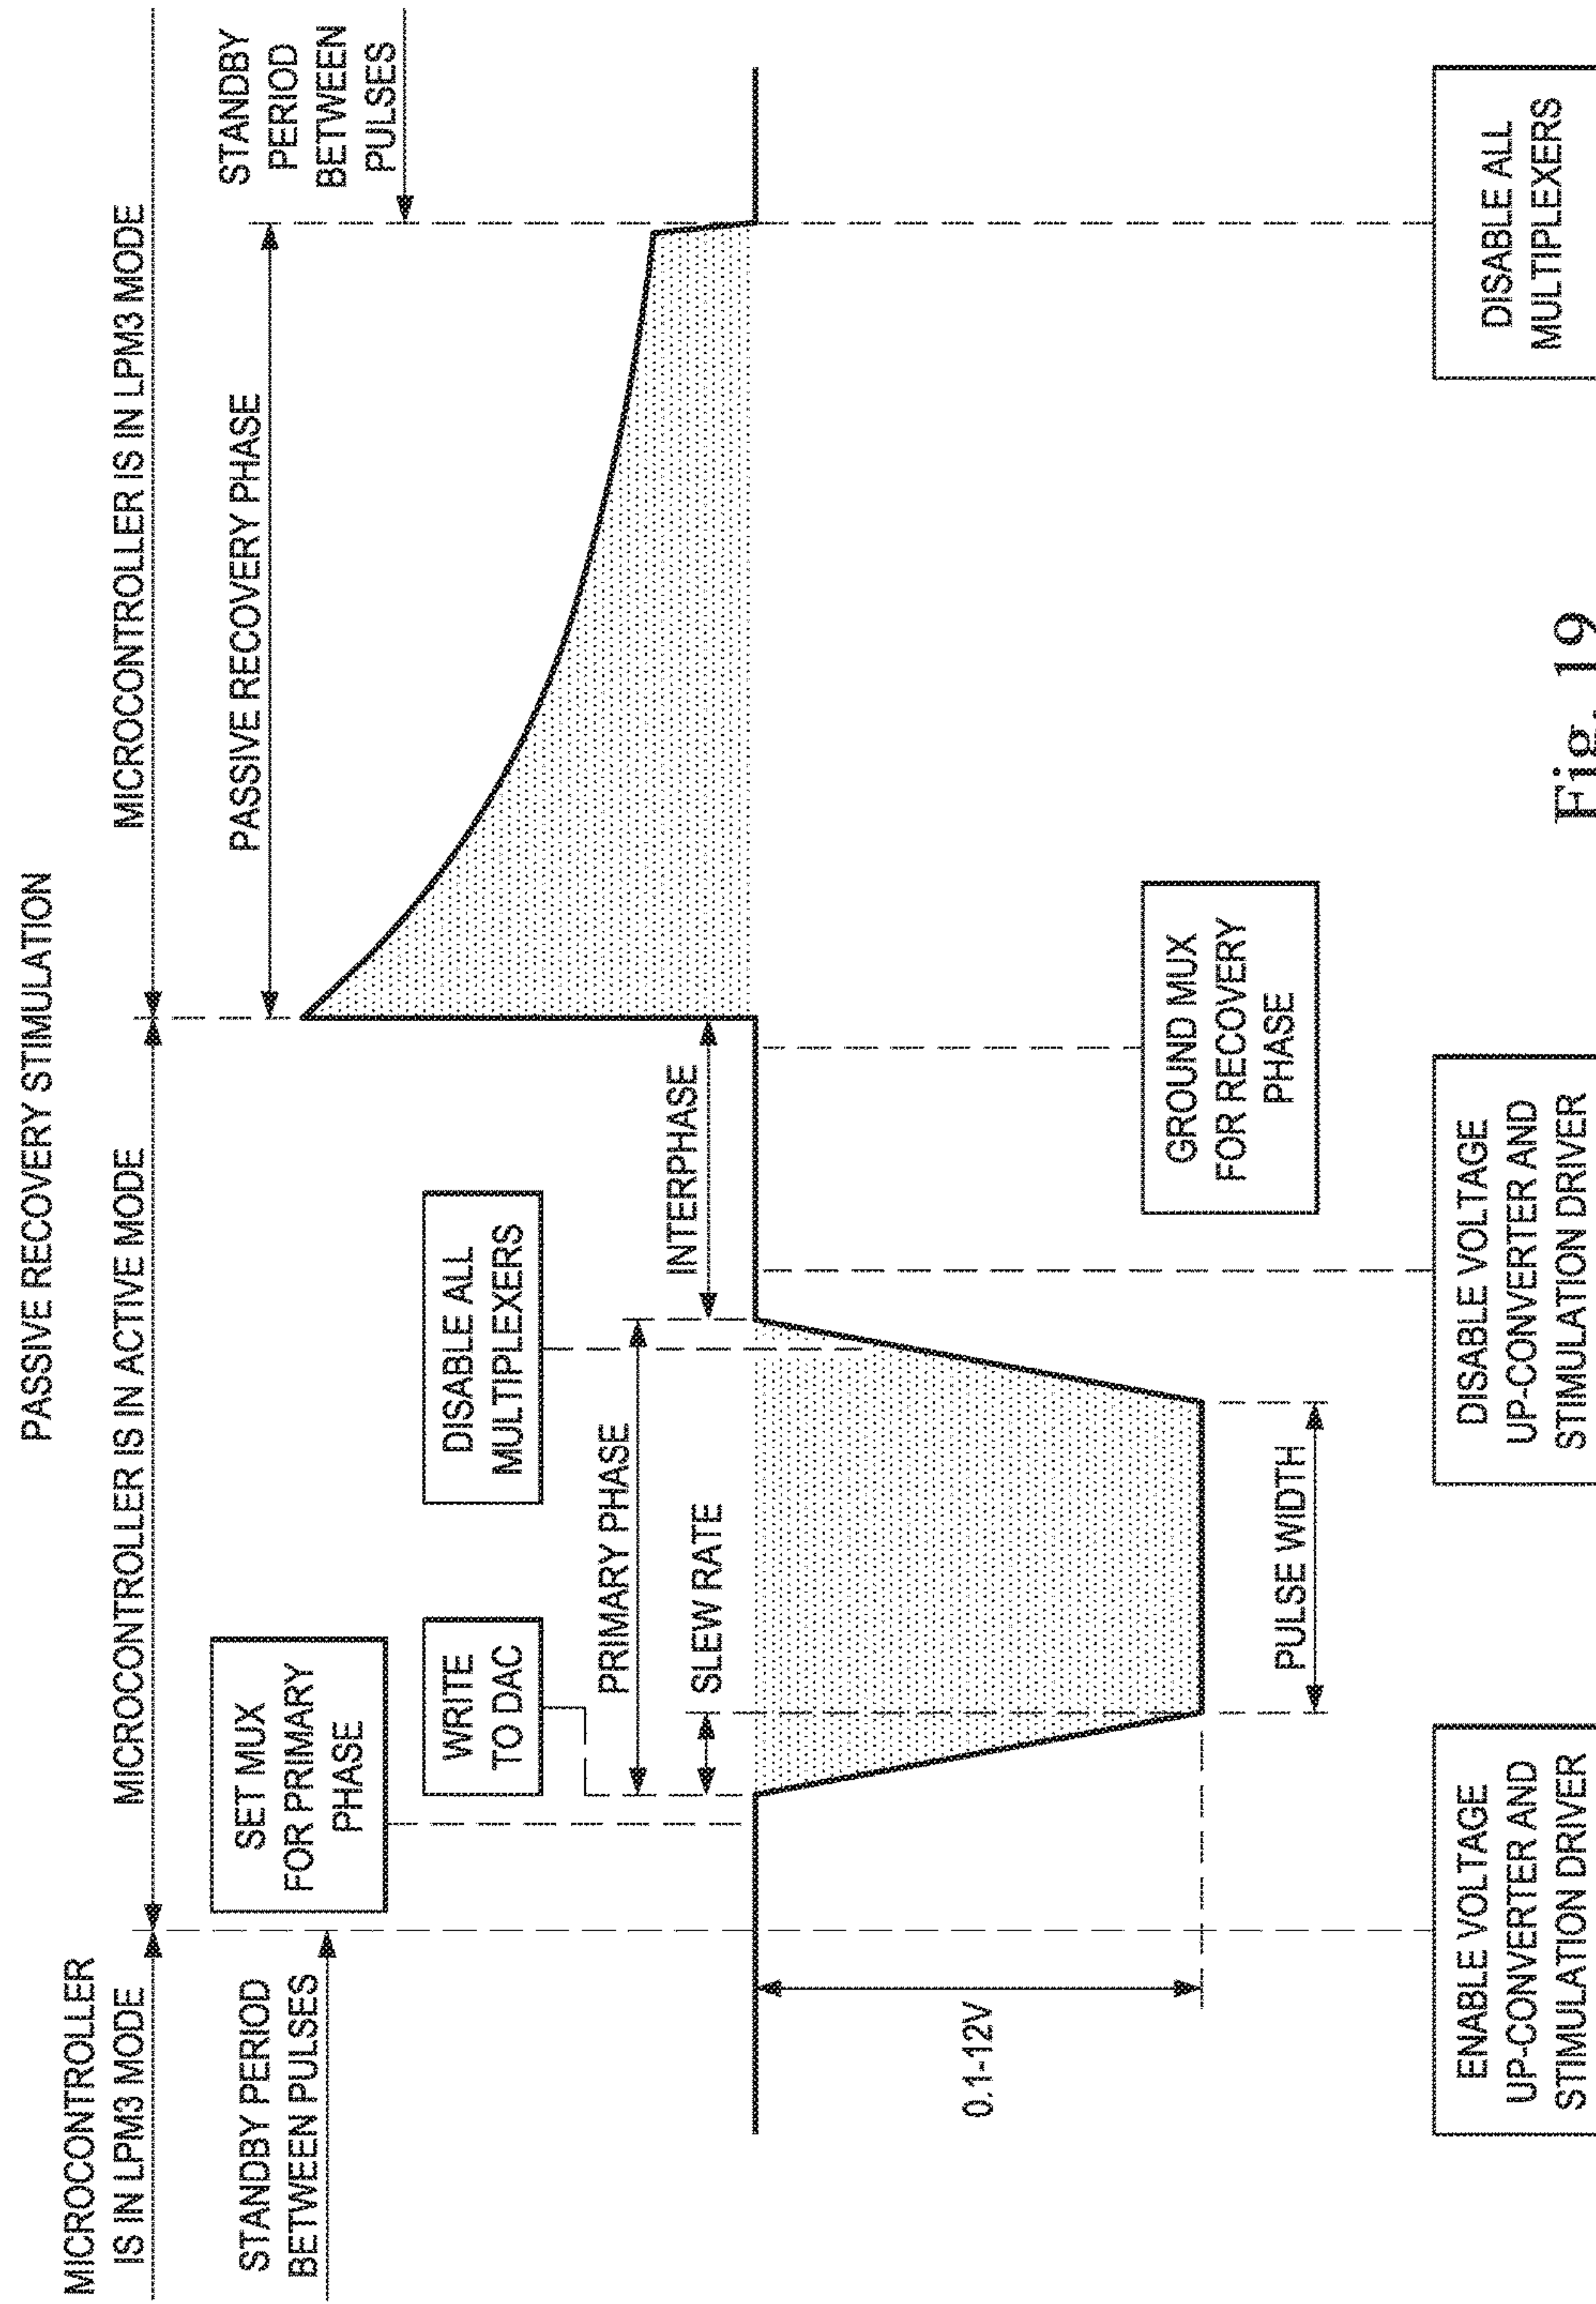 PASSIVE RECOVERY STIMULATION
MICROCONTROLLER
IS IN LPM3 MODE
MICROCONTROLLER IS IN ACTIVE MODE
MICROCONTROLLER IS IN LPM3 MODE
STANDBY PERIOD
BETWEEN PULSES
SET MUX
FOR PRIMARY
PHASE
WRITE
TO DAC
DISABLE ALL
MULTIPLEXERS
PASSIVE RECOVERY PHASE
STANDBY
PERIOD
BETWEEN
PULSES
PRIMARY PHASE
SLEW RATE
INTERPHASE
0.1-12V
PULSE WIDTH
GROUND MUX
FOR RECOVERY
PHASE
ENABLE VOLTAGE
UP-CONVERTER AND
STIMULATION DRIVER
DISABLE VOLTAGE
UP-CONVERTER AND
STIMULATION DRIVER
DISABLE ALL
MULTIPLEXERS
Fig. 19